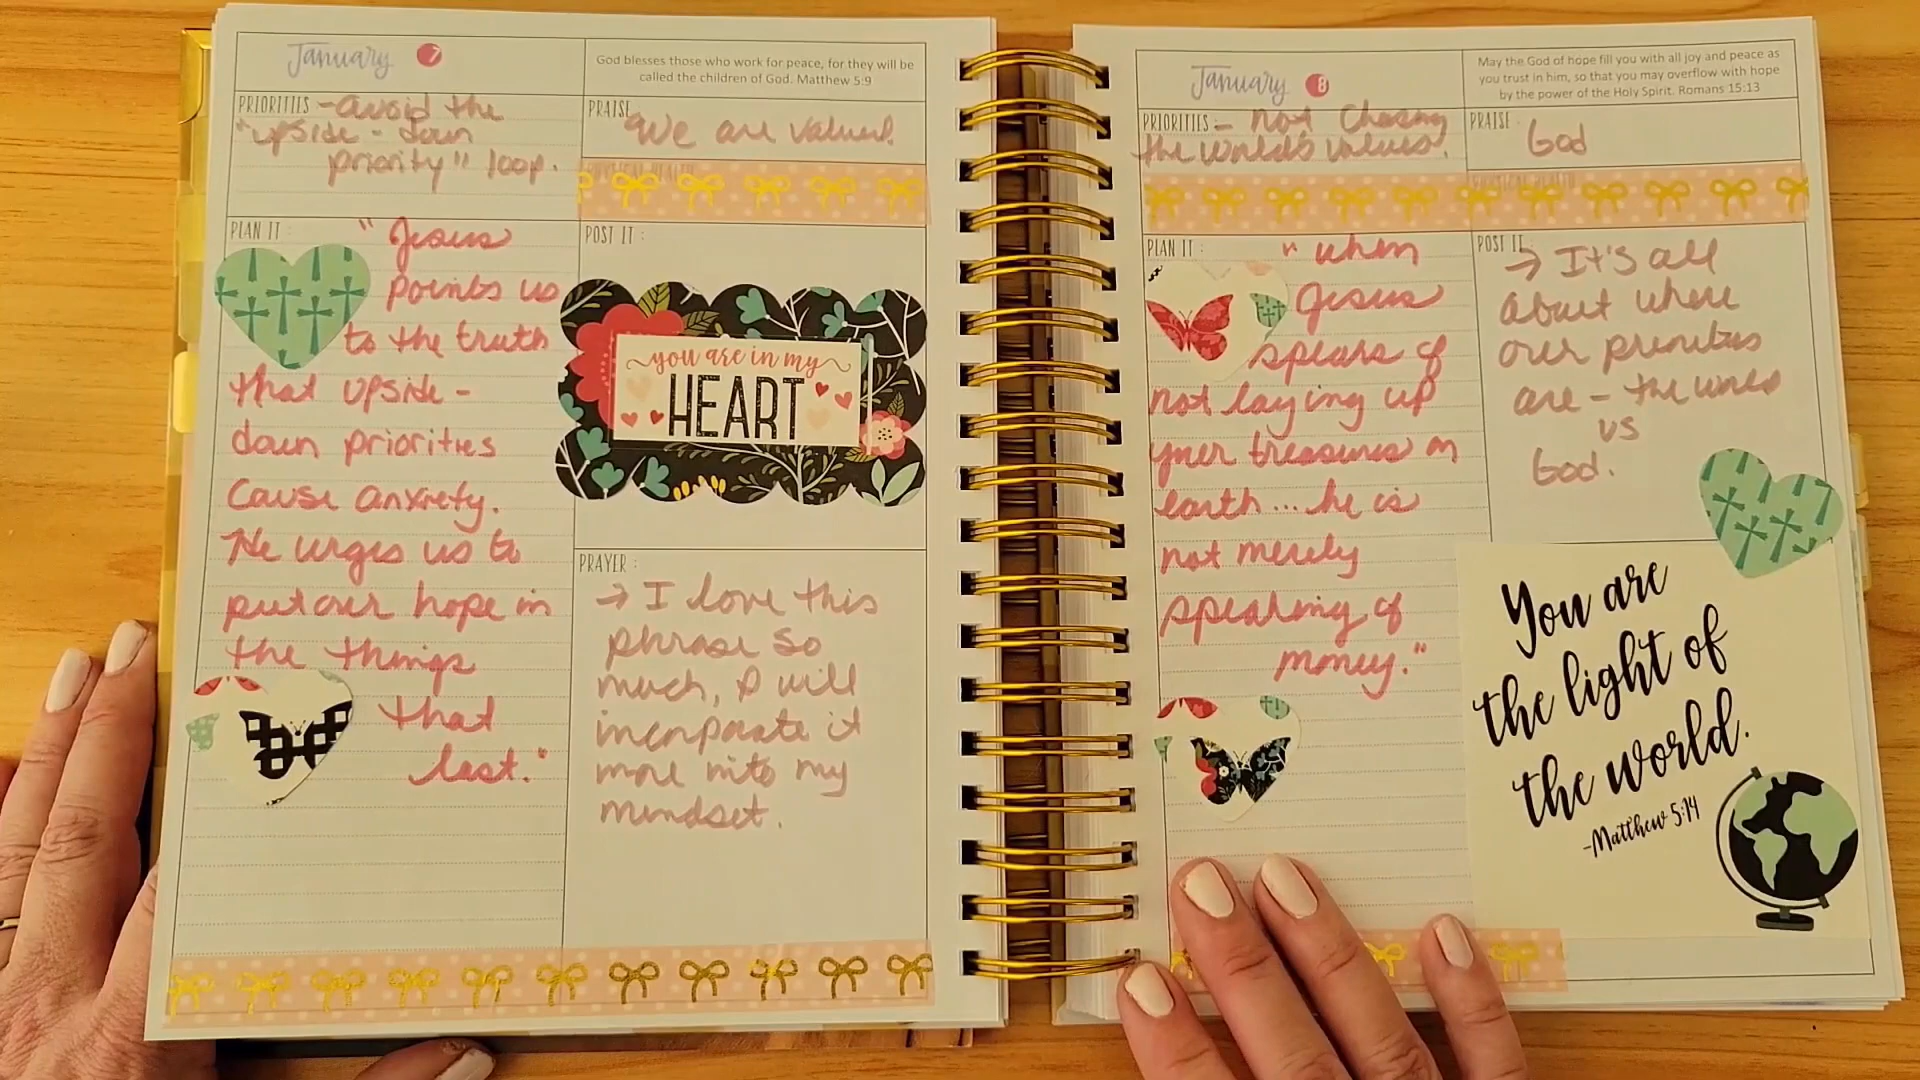 January 7
God blesses those who work for peace, for they will be
called the children of God. Matthew 5:9
PRIORITIES - avoid the
"upside - down
priority" loop.
PRAISE
We are valued.
PLAN IT :
"Jesus
points us
to the truth
that upside -
down priorities
cause anxiety.
He urges us to
put our hope in
the things
that
last."
POST IT :
you are in my
HEART
PRAYER :
→ I love this
phrase so
much, I will
incorporate it
more into my
mindset.
January 8
May the God of hope fill you with all joy and peace as
you trust in him, so that you may overflow with hope
by the power of the Holy Spirit. Romans 15:13
PRIORITIES - not chasing
the world's values.
PRAISE :
God
PLAN IT :
"when
Jesus
speaks of
not laying up
your treasures on
earth... he is
not merely
speaking of
money."
POST IT :
→ It's all
about where
our priorities
are - the world
vs
God.
You are
the light of
the world.
-Matthew 5:14